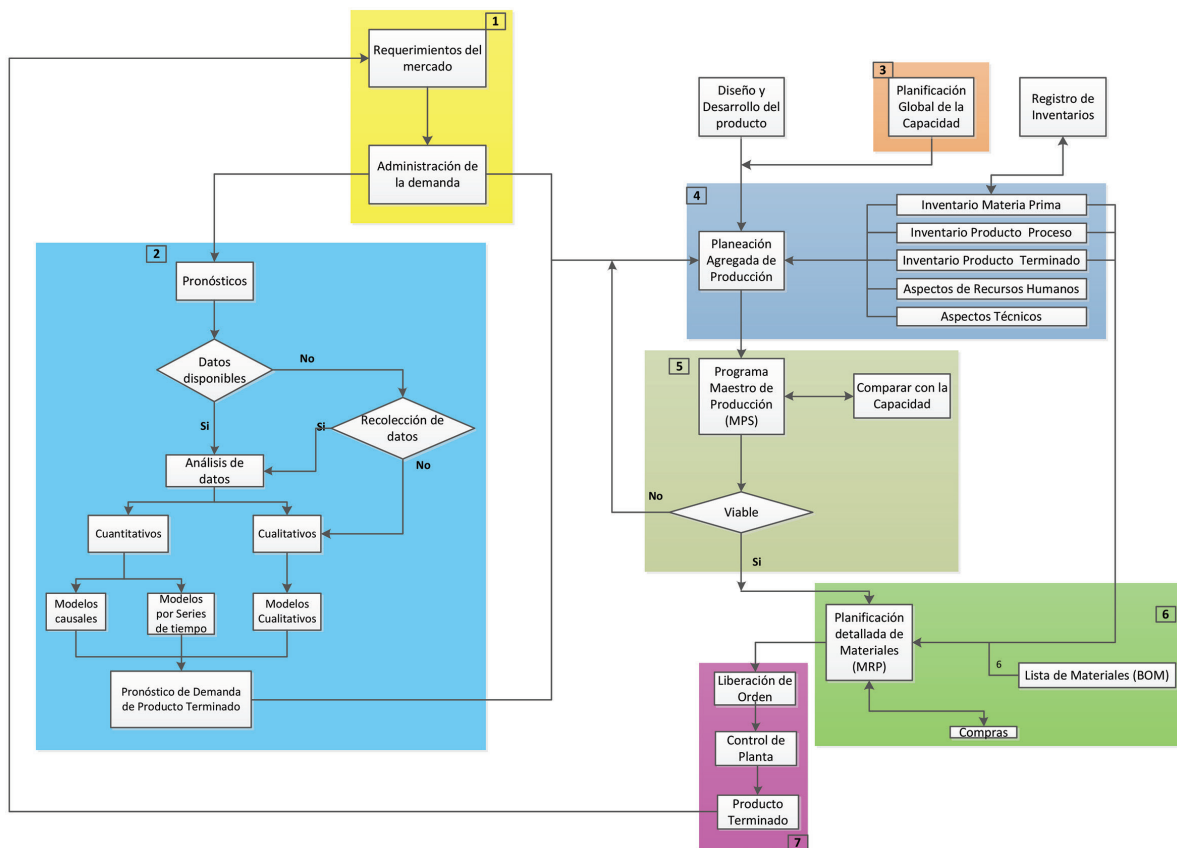 1
Requerimientos del
mercado
Administración de
la demanda
2
Pronósticos
Datos
disponibles
No
Si
Recolección de
datos
Si
No
Análisis de
datos
Cuantitativos
Cualitativos
Modelos
causales
Modelos
por Series
de tiempo
Modelos
Cualitativos
Pronóstico de Demanda
de Producto Terminado
Diseño y
Desarrollo del
producto
3
Planificación
Global de la
Capacidad
Registro de
Inventarios
4
Planeación
Agregada de
Producción
Inventario Materia Prima
Inventario Producto Proceso
Inventario Producto Terminado
Aspectos de Recursos Humanos
Aspectos Técnicos
5
Programa
Maestro de
Producción
(MPS)
Comparar con la
Capacidad
No
Viable
Si
6
Planificación
detallada de
Materiales
(MRP)
6
Lista de Materiales (BOM)
Compras
Liberación de
Orden
Control de
Planta
Producto
Terminado
7